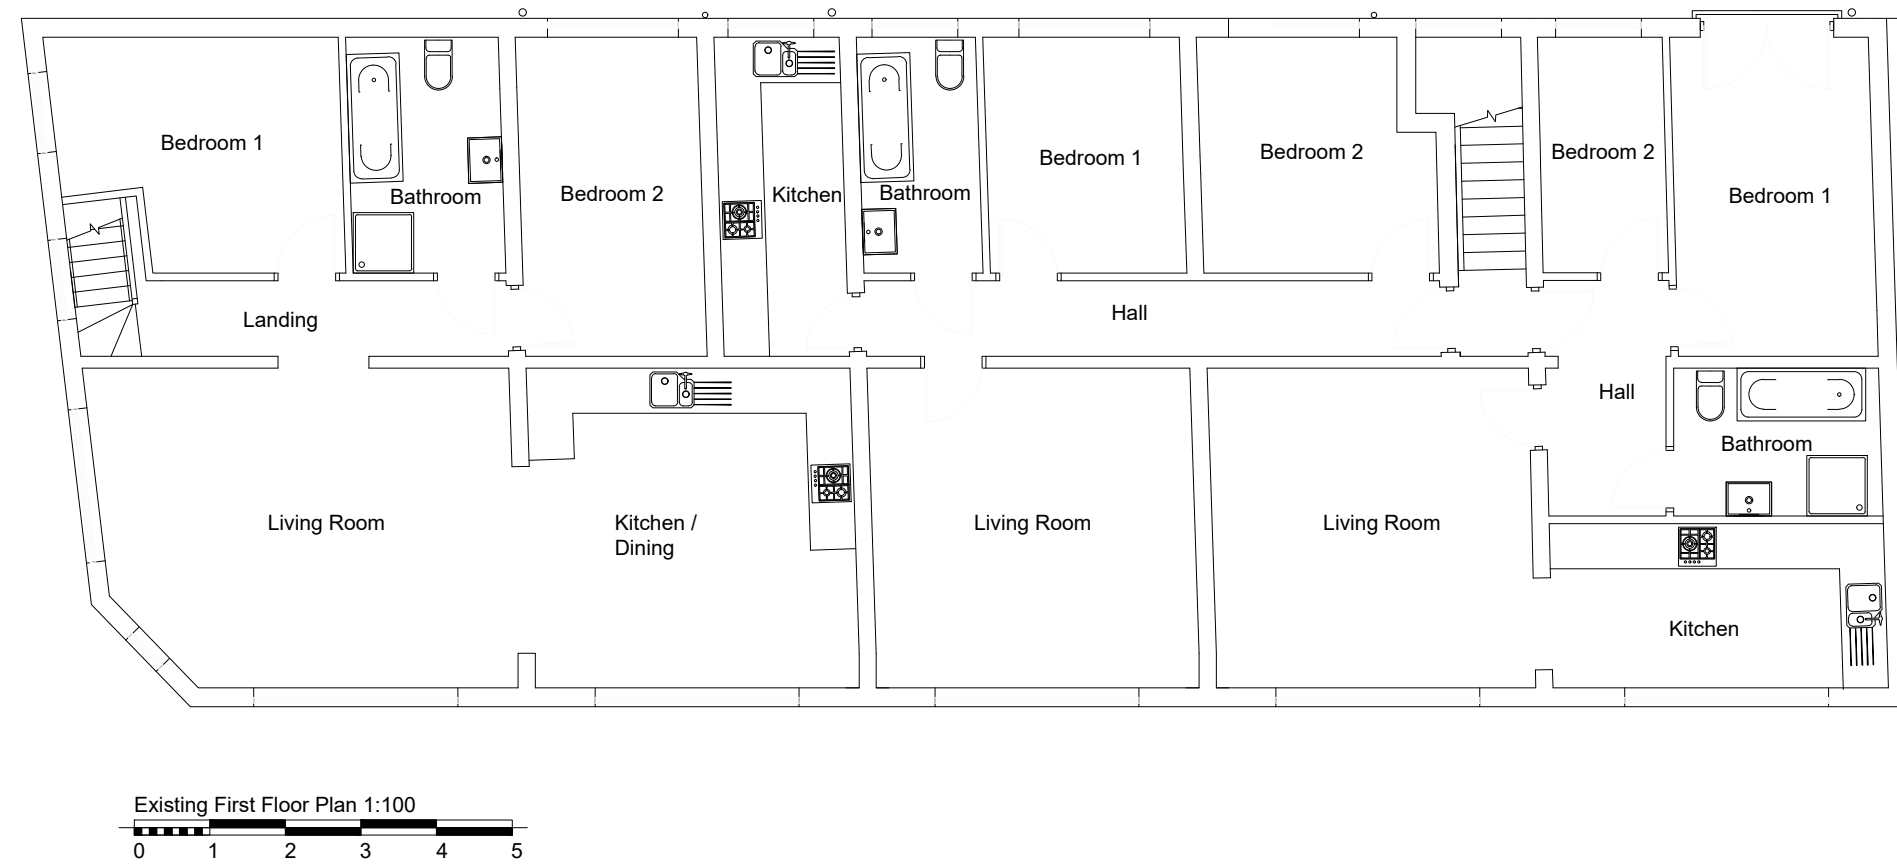 Bedroom 1
Bathroom
Bedroom 2
Kitchen
Bathroom
Bedroom 1
Bedroom 2
Bedroom 2
Bedroom 1
Landing
Hall
Hall
Bathroom
Living Room
Kitchen /
Dining
Living Room
Living Room
Kitchen
Existing First Floor Plan 1:100
0 1 2 3 4 5